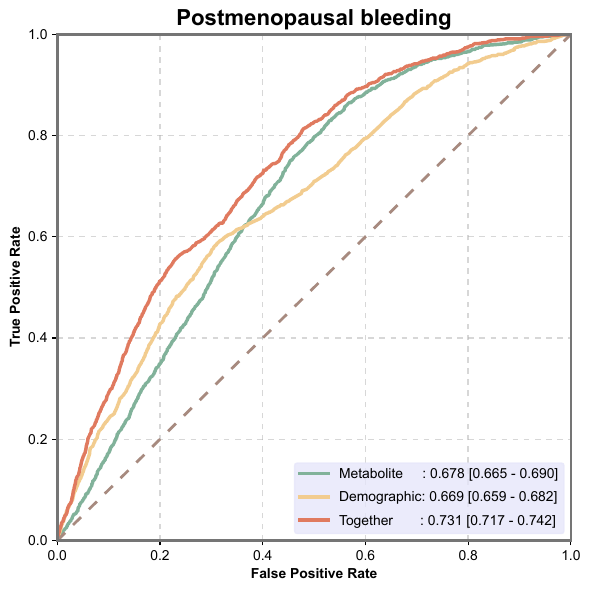 Postmenopausal bleeding
True Positive Rate
1.0
0.8
0.6
0.4
0.2
0.0
Metabolite : 0.678 [0.665 - 0.690]
Demographic: 0.669 [0.659 - 0.682]
Together : 0.731 [0.717 - 0.742]
0.0 0.2 0.4 0.6 0.8 1.0
False Positive Rate